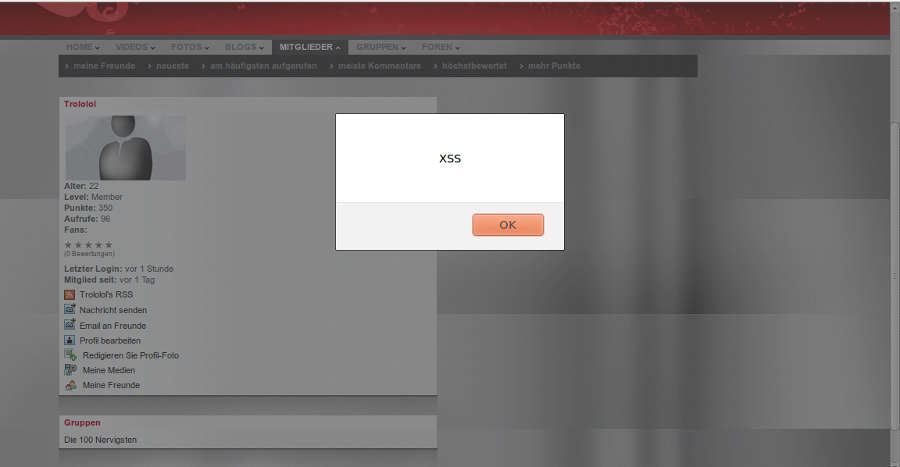 HOME VIDEOS FOTOS BLOGS MITGLIEDER GRUPPEN FOREN
meine Freunde neueste am häufigsten aufgerufen meiste Kommentare höchstbewertet mehr Punkte
Trololol
xss
OK
Alter: 22
Level: Member
Punkte: 350
Aufrufe: 96
Fans:
(0 Bewertungen)
Letzter Login: vor 1 Stunde
Mitglied seit: vor 1 Tag
Trololol's RSS
Nachricht senden
Email an Freunde
Profil bearbeiten
Redigieren Sie Profil-Foto
Meine Medien
Meine Freunde
Gruppen
Die 100 Nervigsten